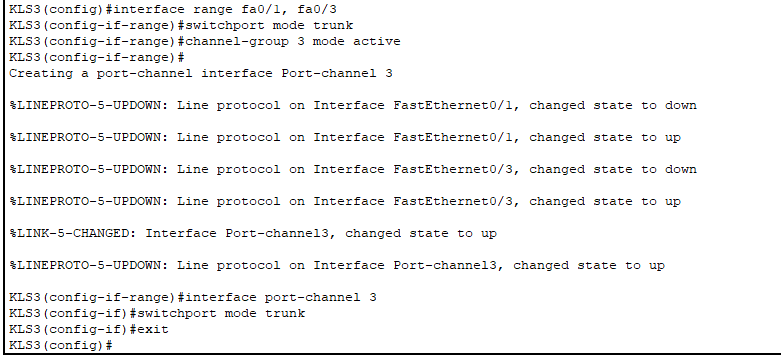 KLS3(config)#interface range fa0/1, fa0/3
KLS3(config-if-range)#switchport mode trunk
KLS3(config-if-range)#channel-group 3 mode active
KLS3(config-if-range)#
Creating a port-channel interface Port-channel 3
%LINEPROTO-5-UPDOWN: Line protocol on Interface FastEthernet0/1, changed state to down
%LINEPROTO-5-UPDOWN: Line protocol on Interface FastEthernet0/1, changed state to up
%LINEPROTO-5-UPDOWN: Line protocol on Interface FastEthernet0/3, changed state to down
%LINEPROTO-5-UPDOWN: Line protocol on Interface FastEthernet0/3, changed state to up
%LINK-5-CHANGED: Interface Port-channel3, changed state to up
%LINEPROTO-5-UPDOWN: Line protocol on Interface Port-channel3, changed state to up
KLS3(config-if-range)#interface port-channel 3
KLS3(config-if)#switchport mode trunk
KLS3(config-if)#exit
KLS3(config)#